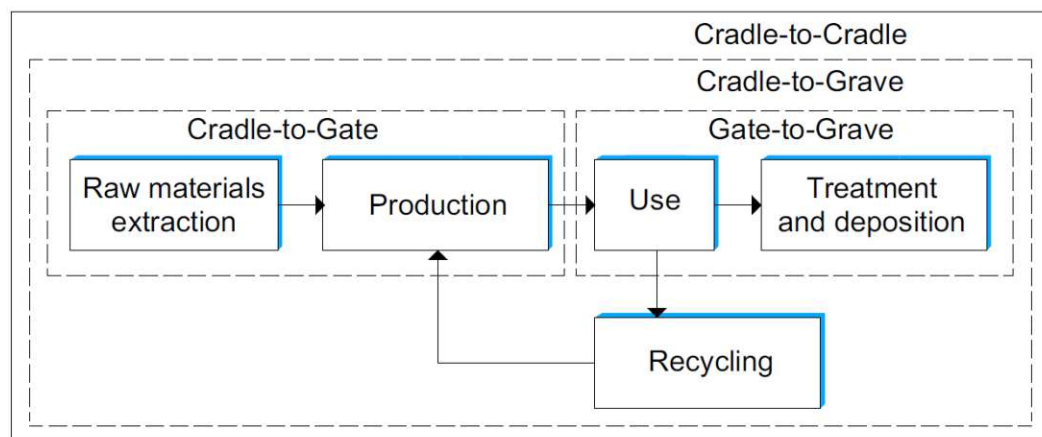 Cradle-to-Cradle
Cradle-to-Grave
Cradle-to-Gate
Gate-to-Grave
Raw materials
extraction
Production
Use
Treatment
and deposition
Recycling